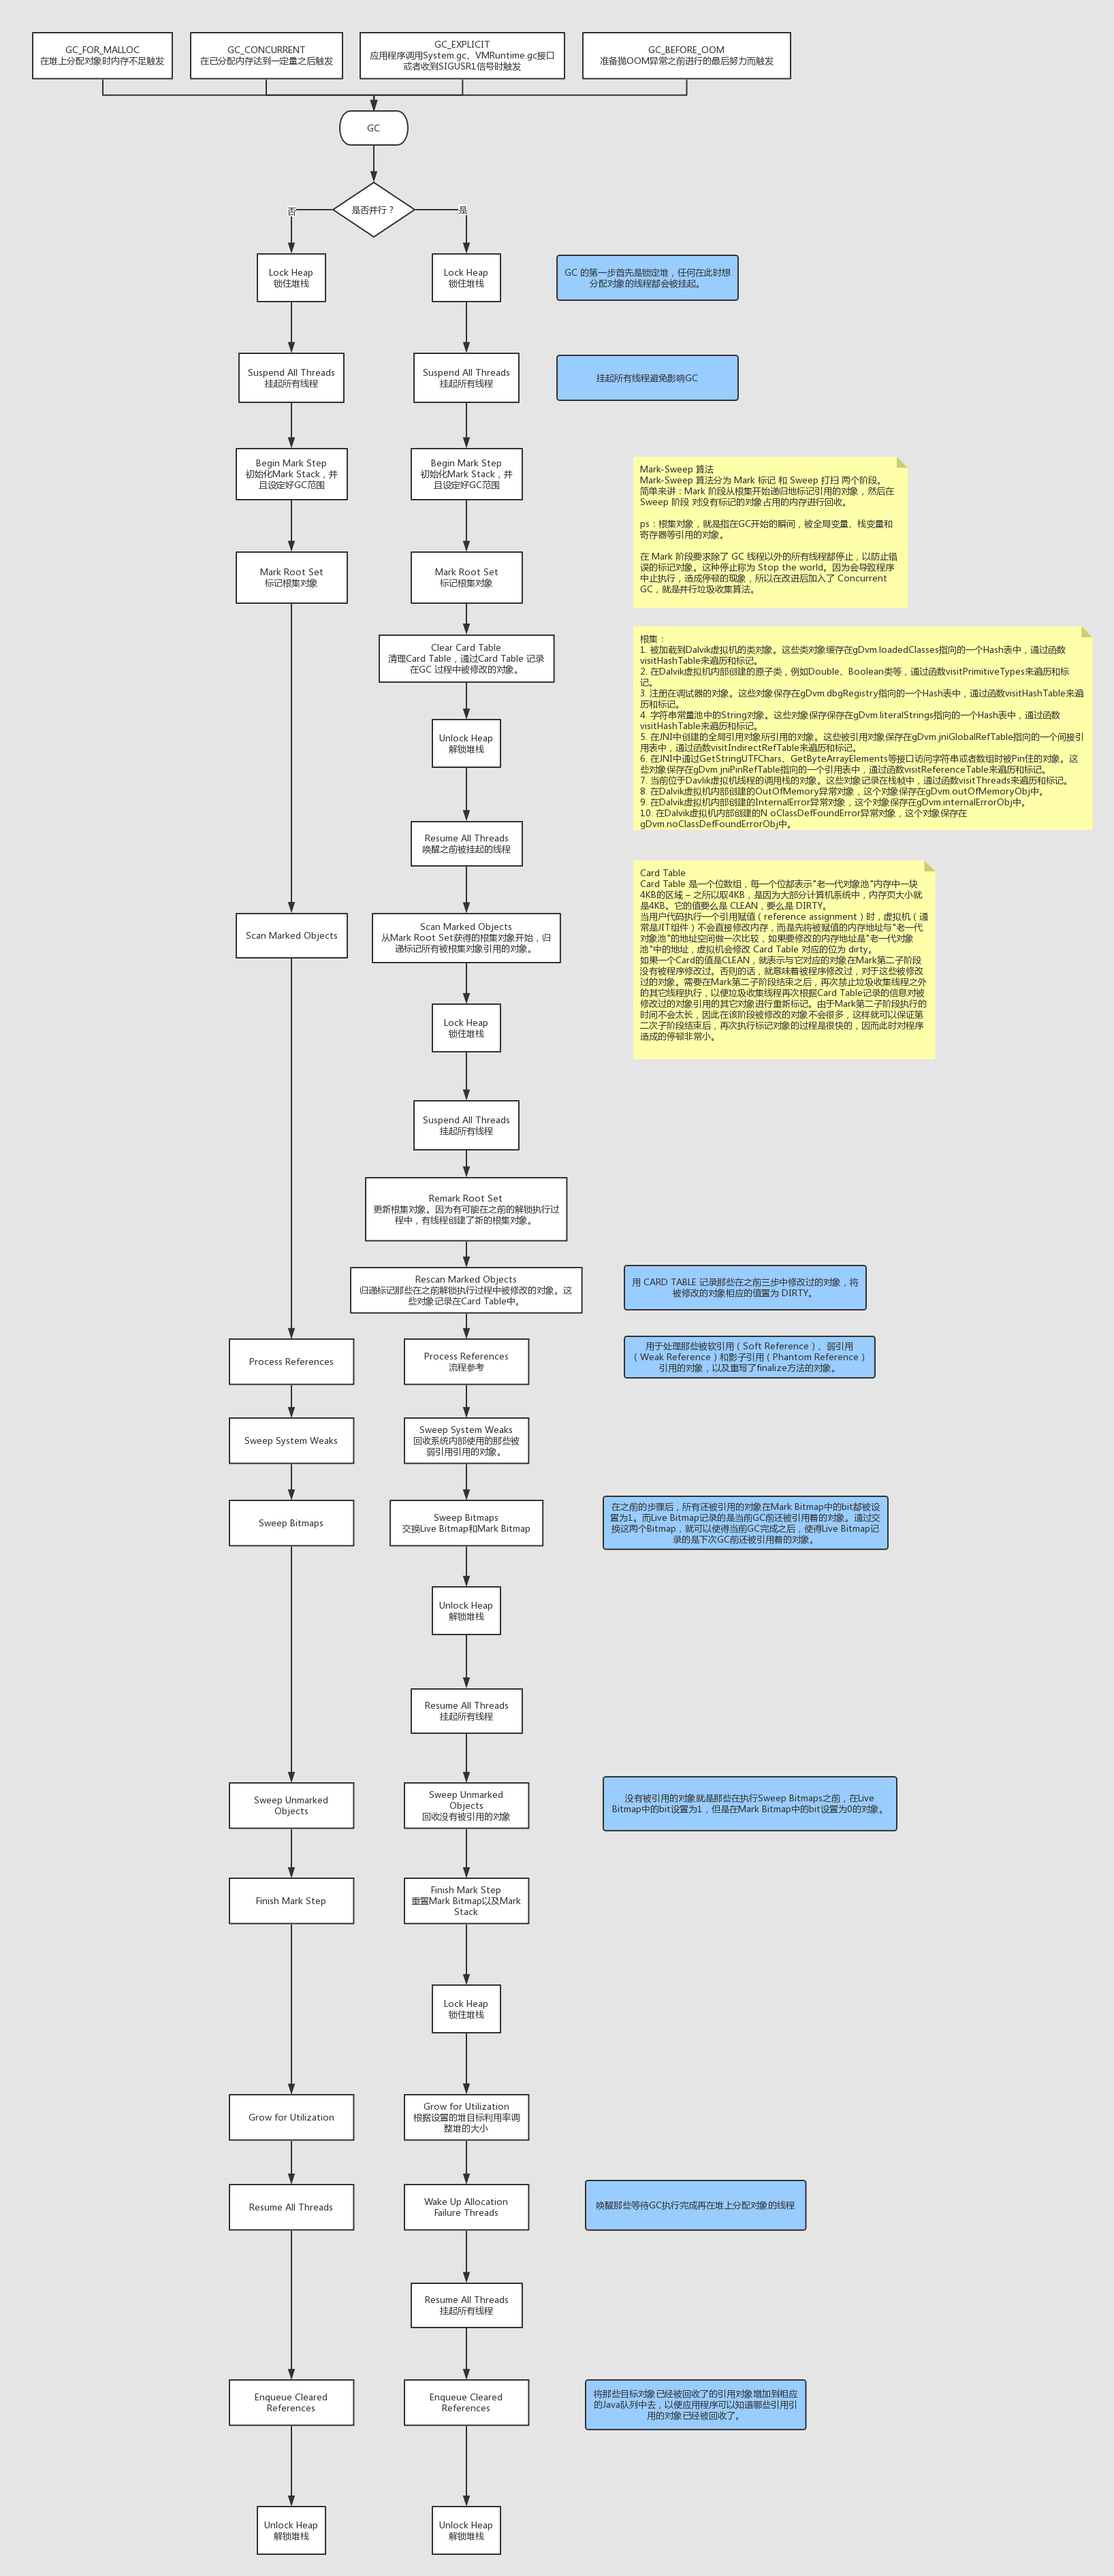 GC_FOR_MALLOC
在堆上分配对象时内存不足触发
GC_CONCURRENT
在已分配内存达到一定量之后触发
GC_EXPLICIT
应用程序调用System.gc、VMRuntime.gc接口
或者收到SIGUSR1信号时触发
GC_BEFORE_OOM
准备抛OOM异常之前进行的最后努力而触发
GC
是否并行？
否
是
Lock Heap
锁住堆栈
Lock Heap
锁住堆栈
GC 的第一步首先是锁定堆，任何在此时想
分配对象的线程都会被挂起。
Suspend All Threads
挂起所有线程
Suspend All Threads
挂起所有线程
挂起所有线程避免影响GC
Begin Mark Step
初始化Mark Stack，并
且设定好GC范围
Begin Mark Step
初始化Mark Stack，并
且设定好GC范围
Mark-Sweep 算法
Mark-Sweep 算法分为 Mark 标记 和 Sweep 打扫 两个阶段。
简单来讲：Mark 阶段从根集开始递归地标记引用的对象，然后在
Sweep 阶段 对没有标记的对象占用的内存进行回收。
ps：根集对象，就是指在GC开始的瞬间，被全局变量、栈变量和
寄存器等引用的对象。
在 Mark 阶段要求除了 GC 线程以外的所有线程都停止，以防止错
误的标记对象。这种停止称为 Stop the world。因为会导致程序
中止执行，造成停顿的现象，所以在改进后加入了 Concurrent
GC，就是并行垃圾收集算法。
Mark Root Set
标记根集对象
Mark Root Set
标记根集对象
Clear Card Table
清理Card Table，通过Card Table 记录
在GC 过程中被修改的对象。
根集：
1. 被加载到Dalvik虚拟机的类对象。这些类对象缓存在gDvm.loadedClasses指向的一个Hash表中，通过函数
visitHashTable来遍历和标记。
2. 在Dalvik虚拟机内部创建的原子类，例如Double、Boolean类等，通过函数visitPrimitiveTypes来遍历和标
记。
3. 注册在调试器的对象。这些对象保存在gDvm.dbgRegistry指向的一个Hash表中，通过函数visitHashTable来遍
历和标记。
4. 字符串常量池中的String对象。这些对象保存保存在gDvm.literalStrings指向的一个Hash表中，通过函数
visitHashTable来遍历和标记。
5. 在JNI中创建的全局引用对象所引用的对象。这些被引用对象保存在gDvm.jniGlobalRefTable指向的一个间接引
用表中，通过函数visitIndirectRefTable来遍历和标记。
6. 在JNI中通过GetStringUTFChars、GetByteArrayElements等接口访问字符串或者数组时被Pin住的对象。这
些对象保存在gDvm.jniPinRefTable指向的一个引用表中，通过函数visitReferenceTable来遍历和标记。
7. 当前位于Davlik虚拟机线程的调用栈的对象。这些对象记录在栈帧中，通过函数visitThreads来遍历和标记。
8. 在Dalvik虚拟机内部创建的OutOfMemory异常对象，这个对象保存在gDvm.outOfMemoryObj中。
9. 在Dalvik虚拟机内部创建的InternalError异常对象，这个对象保存在gDvm.internalErrorObj中。
10. 在Dalvik虚拟机内部创建的N oClassDefFoundError异常对象，这个对象保存在
gDvm.noClassDefFoundErrorObj中。
Unlock Heap
解锁堆栈
Resume All Threads
唤醒之前被挂起的线程
Card Table
Card Table 是一个位数组，每一个位都表示"老一代对象池"内存中一块
4KB的区域 – 之所以取4KB，是因为大部分计算机系统中，内存页大小就
是4KB。它的值要么是 CLEAN，要么是 DIRTY。
当用户代码执行一个引用赋值（reference assignment）时，虚拟机（通
常是JIT组件）不会直接修改内存，而是先将被赋值的内存地址与"老一代
对象池"的地址空间做一次比较，如果要修改的内存地址是"老一代对象
池"中的地址，虚拟机会修改 Card Table 对应的位为 dirty。
如果一个Card的值是CLEAN，就表示与它对应的对象在Mark第二子阶段
没有被程序修改过。否则的话，就意味着被程序修改过，对于这些被修改
过的对象。需要在Mark第二子阶段结束之后，再次禁止垃圾收集线程之外
的其它线程执行，以便垃圾收集线程再次根据Card Table记录的信息对被
修改过的对象引用的其它对象进行重新标记。由于Mark第二子阶段执行的
时间不会太长，因此在该阶段被修改的对象不会很多，这样就可以保证第
二次子阶段结束后，再次执行标记对象的过程是很快的，因而此时对程序
造成的停顿非常小。
Scan Marked Objects
Scan Marked Objects
从Mark Root Set获得的根集对象开始，归
递标记所有被根集对象引用的对象。
Lock Heap
锁住堆栈
Suspend All Threads
挂起所有线程
Remark Root Set
更新根集对象。因为有可能在之前的解锁执行过
程中，有线程创建了新的根集对象。
Rescan Marked Objects
归递标记那些在之前解锁执行过程中被修改的对象。这
些对象记录在Card Table中。
用 CARD TABLE 记录那些在之前三步中修改过的对象，将
被修改的对象相应的值置为 DIRTY。
Process References
Process References
流程参考
用于处理那些被软引用（Soft Reference）、弱引用
（Weak Reference）和影子引用（Phantom Reference）
引用的对象，以及重写了finalize方法的对象。
Sweep System Weaks
Sweep System Weaks
回收系统内部使用的那些被
弱引用引用的对象。
Sweep Bitmaps
Sweep Bitmaps
交换Live Bitmap和Mark Bitmap
在之前的步骤后，所有还被引用的对象在Mark Bitmap中的bit都被设
置为1。而Live Bitmap记录的是当前GC前还被引用着的对象。通过交
换这两个Bitmap，就可以使得当前GC完成之后，使得Live Bitmap记
录的是下次GC前还被引用着的对象。
Unlock Heap
解锁堆栈
Resume All Threads
挂起所有线程
Sweep Unmarked
Objects
Sweep Unmarked
Objects
回收没有被引用的对象
没有被引用的对象就是那些在执行Sweep Bitmaps之前，在Live
Bitmap中的bit设置为1，但是在Mark Bitmap中的bit设置为0的对象。
Finish Mark Step
Finish Mark Step
重置Mark Bitmap以及Mark
Stack
Lock Heap
锁住堆栈
Grow for Utilization
Grow for Utilization
根据设置的堆目标利用率调
整堆的大小
Resume All Threads
Wake Up Allocation
Failure Threads
唤醒那些等待GC执行完成再在堆上分配对象的线程
Resume All Threads
挂起所有线程
Enqueue Cleared
References
Enqueue Cleared
References
将那些目标对象已经被回收了的引用对象增加到相应
的Java队列中去，以便应用程序可以知道哪些引用引
用的对象已经被回收了。
Unlock Heap
解锁堆栈
Unlock Heap
解锁堆栈